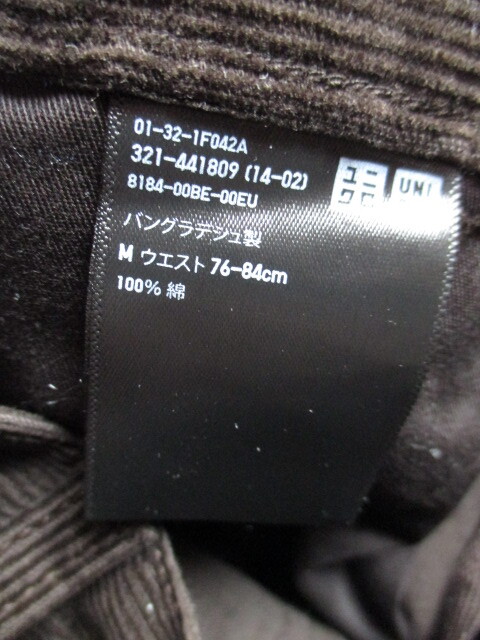 01-32-1F042A
321-441809 (14-02)
8184-00BE-00EU
バングラデシュ製
M ウエスト 76-84cm
100% 綿
ユニ
クロ
UNI